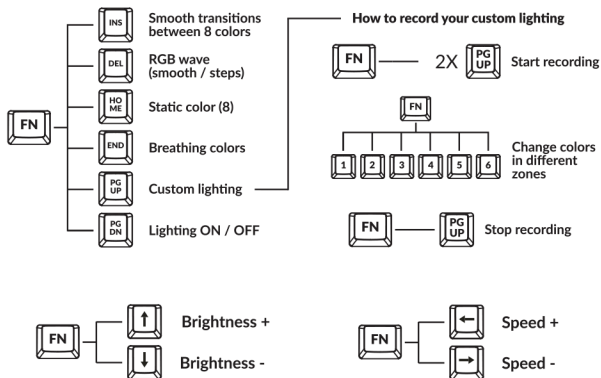 FN
INS
Smooth transitions
between 8 colors
DEL
RGB wave
(smooth / steps)
HO
ME
Static color (8)
END
Breathing colors
PG
UP
Custom lighting
PG
DN
Lighting ON / OFF
How to record your custom lighting
FN
2X
PG
UP
Start recording
FN
1 2 3 4 5 6
Change colors
in different
zones
FN
PG
UP
Stop recording
FN
↑
Brightness +
↓
Brightness -
FN
←
Speed +
→
Speed -